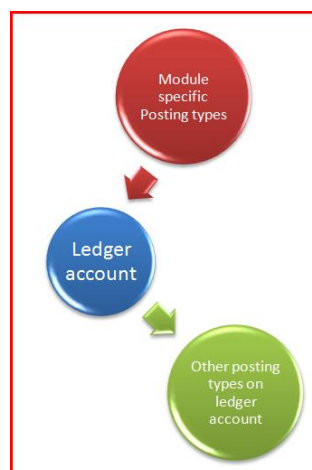 Module
specific
Posting types
Ledger
account
Other posting
types on
ledger
account